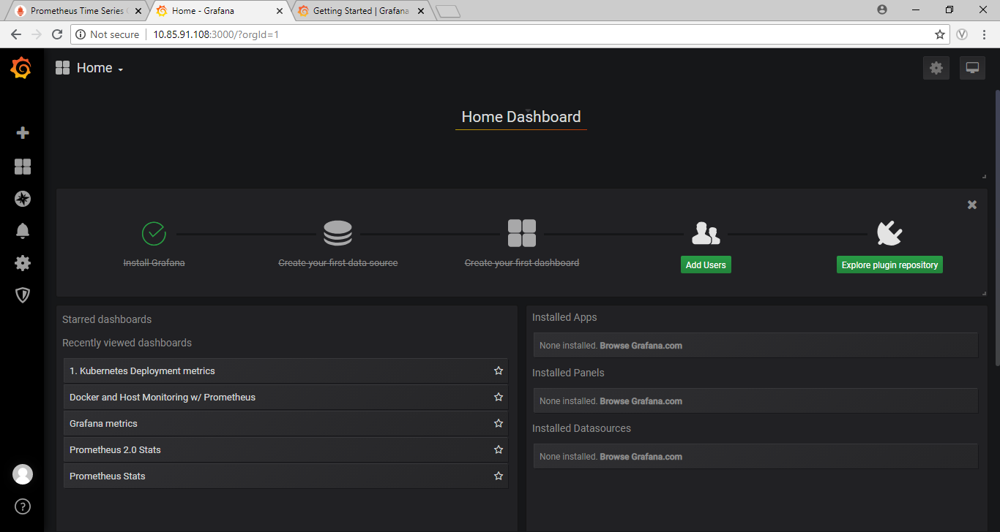 Prometheus Time Series
Home - Grafana
Getting Started | Grafana
Not secure
10.85.91.108:3000/?orgId=1
Home
Home Dashboard
Install Grafana
Create your first data source
Create your first dashboard
Add Users
Explore plugin repository
Starred dashboards
Recently viewed dashboards
1. Kubernetes Deployment metrics
Docker and Host Monitoring w/ Prometheus
Grafana metrics
Prometheus 2.0 Stats
Prometheus Stats
Installed Apps
None installed. Browse Grafana.com
Installed Panels
None installed. Browse Grafana.com
Installed Datasources
None installed. Browse Grafana.com